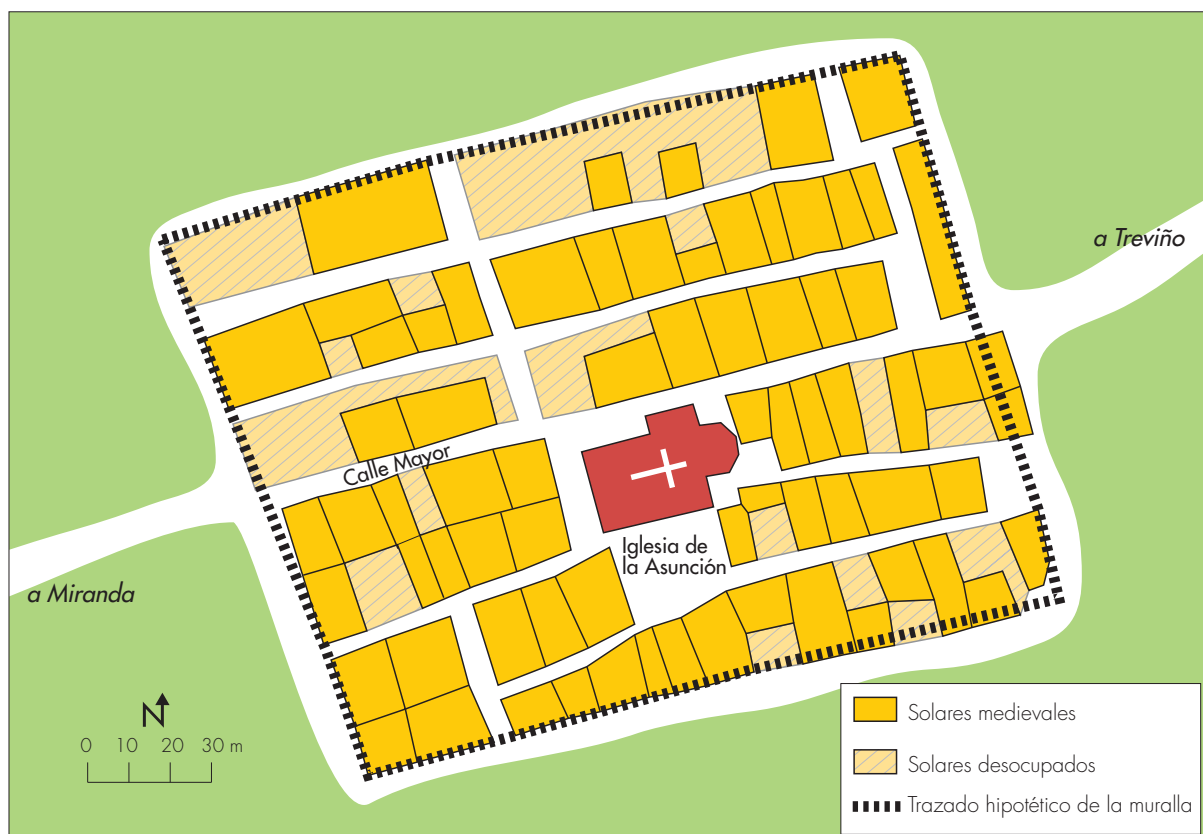 a Treviño
Calle Mayor
Iglesia de
la Asunción
a Miranda
N
0 10 20 30 m
Solares medievales
Solares desocupados
Trazado hipotético de la muralla